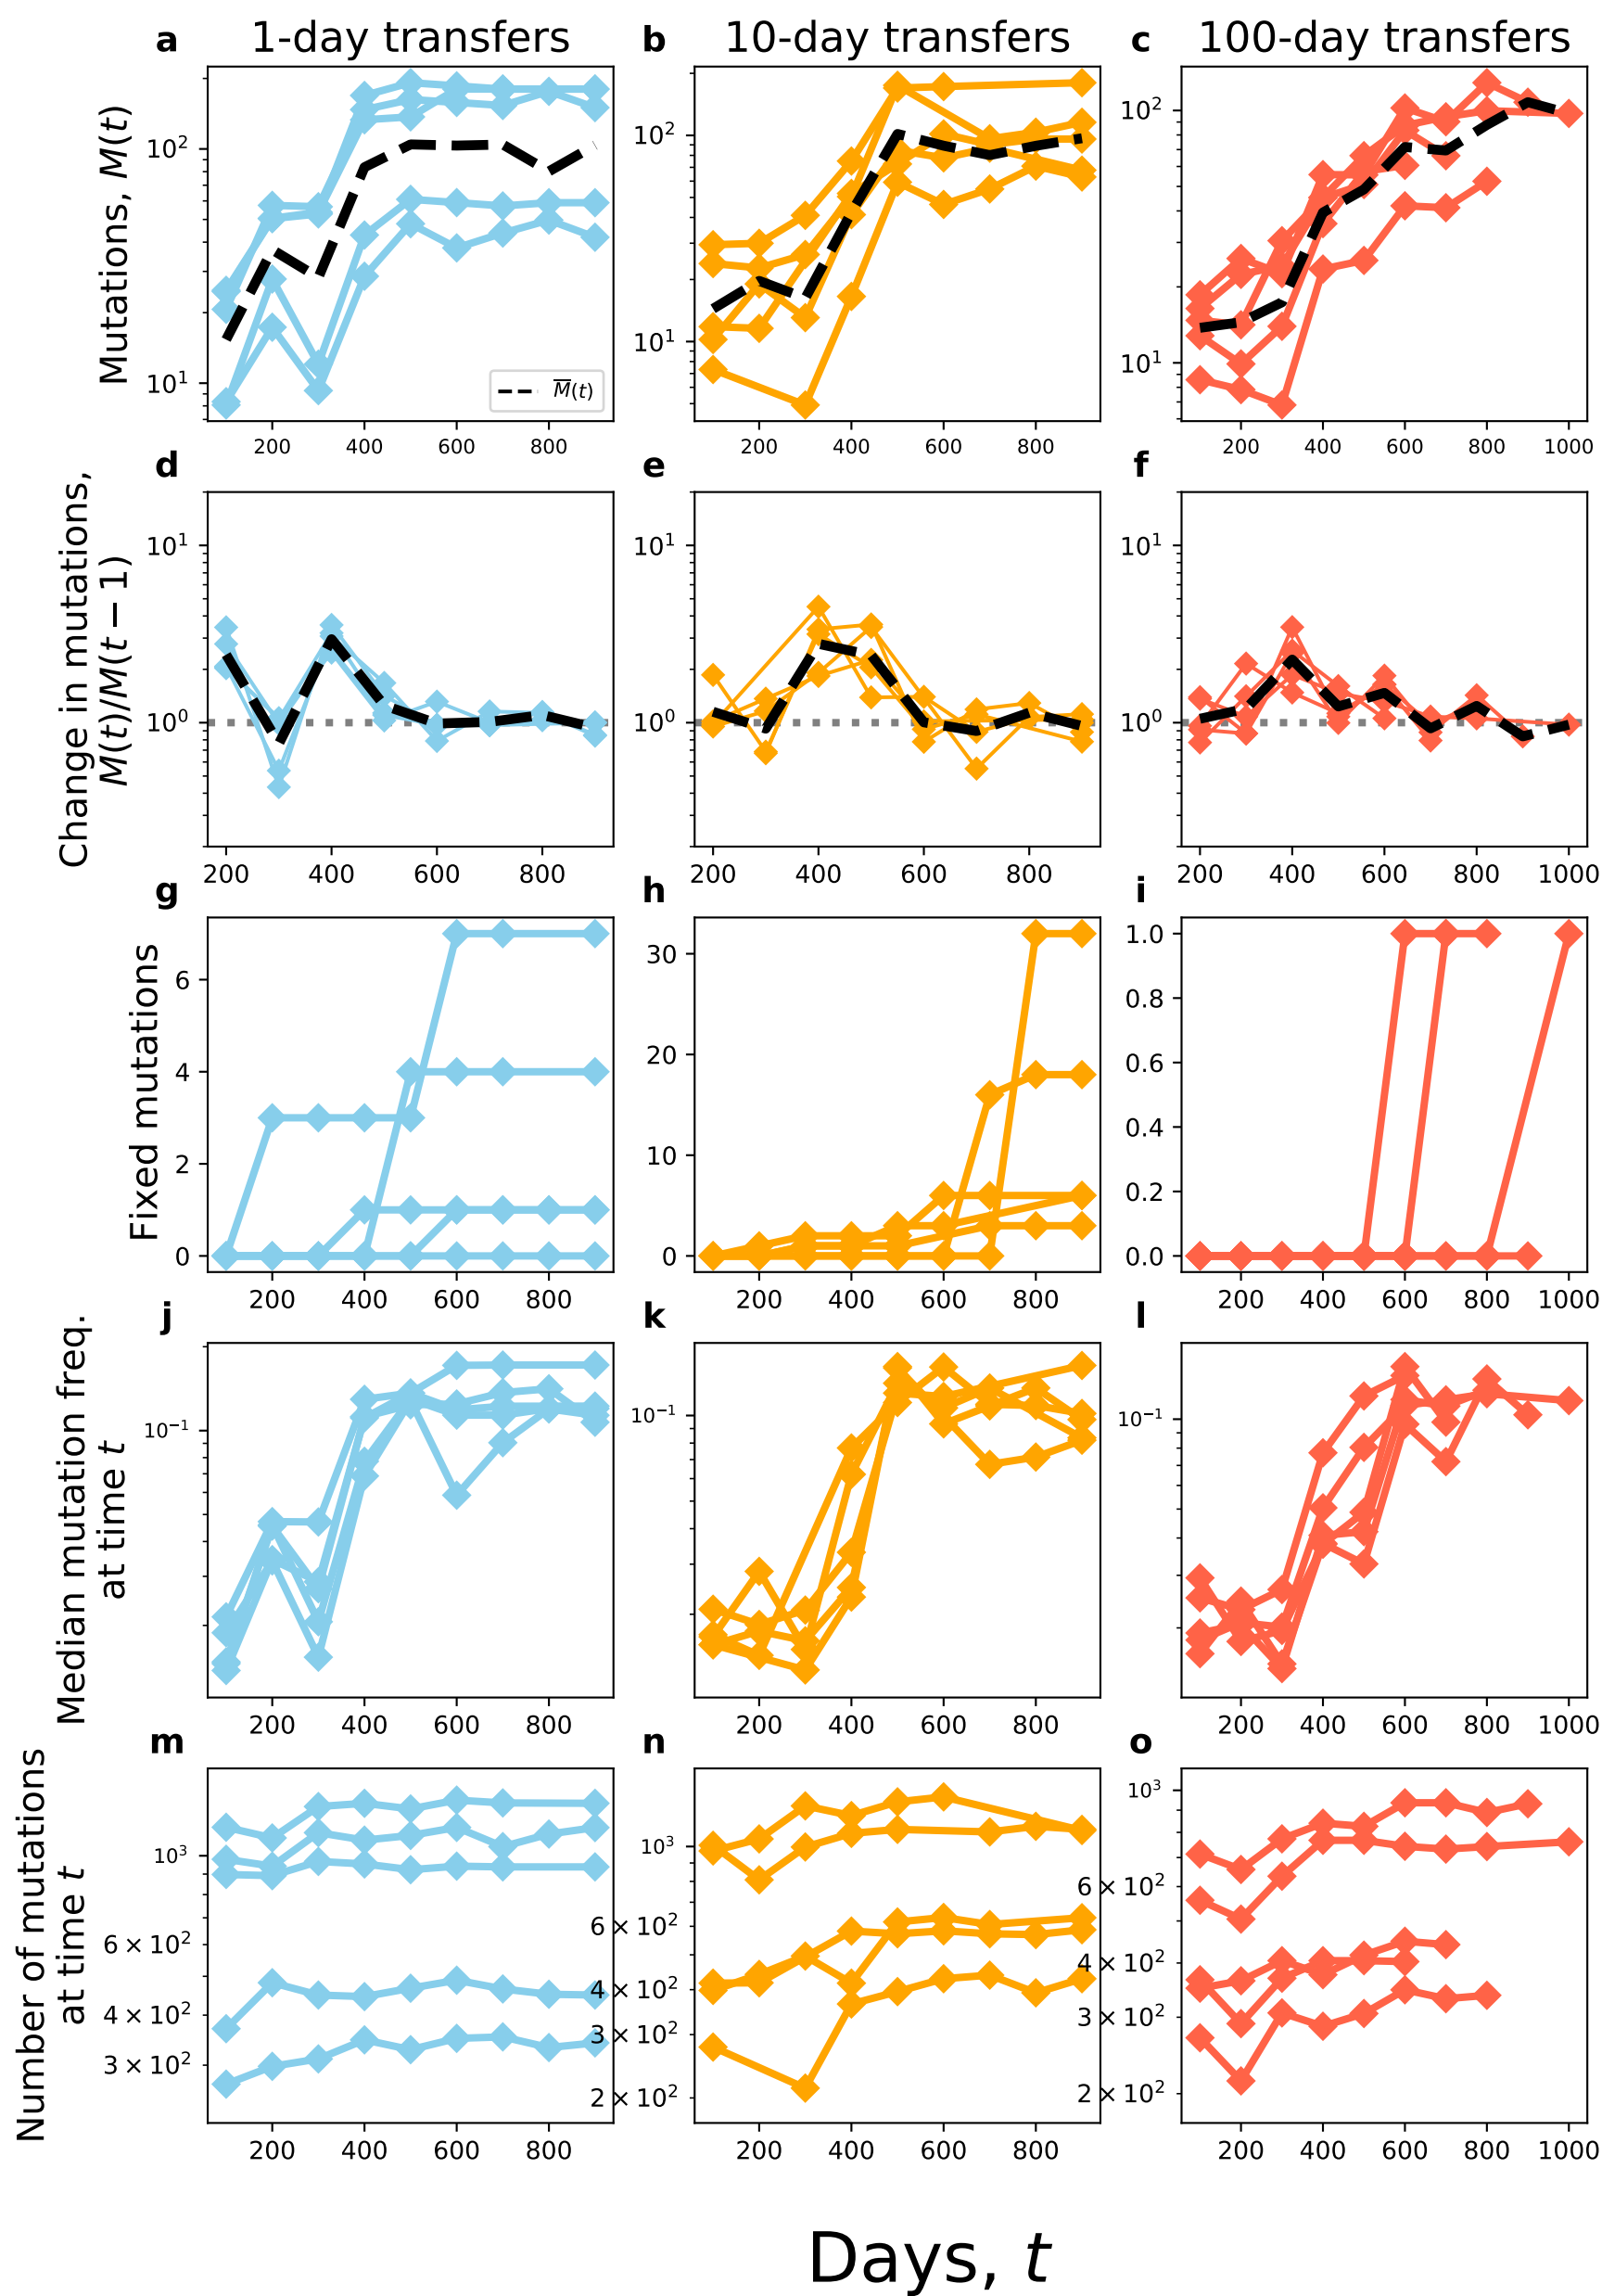 a 1-day transfers b 10-day transfers c 100-day transfers
Mutations, M(t)
10² 10¹
M̅(t)
200 400 600 800
10² 10¹
200 400 600 800
10² 10¹
200 400 600 800 1000
d e f
Change in mutations,
M(t)/M(t − 1)
10¹ 10⁰
200 400 600 800
10¹ 10⁰
200 400 600 800
10¹ 10⁰
200 400 600 800 1000
g h i
Fixed mutations
6 4 2 0
200 400 600 800
30 20 10 0
200 400 600 800
1.0 0.8 0.6 0.4 0.2 0.0
200 400 600 800 1000
j k l
Median mutation freq.
at time t
10⁻¹
200 400 600 800
10⁻¹
200 400 600 800
10⁻¹
200 400 600 800 1000
m n o
Number of mutations
at time t
10³
6 × 10²
4 × 10²
3 × 10²
200 400 600 800
10³
6 × 10²
4 × 10²
3 × 10²
2 × 10²
200 400 600 800
10³
6 × 10²
4 × 10²
3 × 10²
2 × 10²
200 400 600 800 1000
Days, t